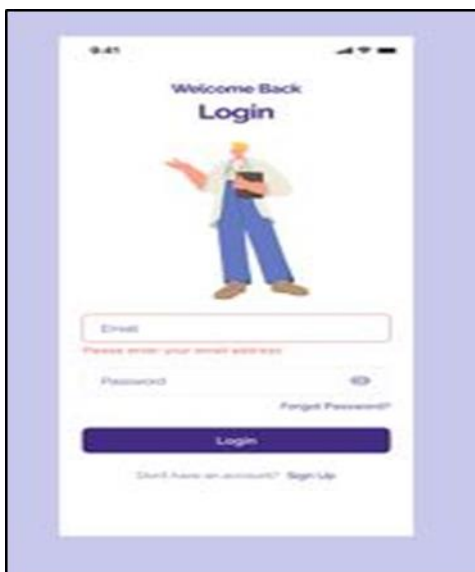 9:41
Welcome Back
Login
Email
Please enter your email address
Password
Forgot Password?
Login
Don't have an account? Sign Up